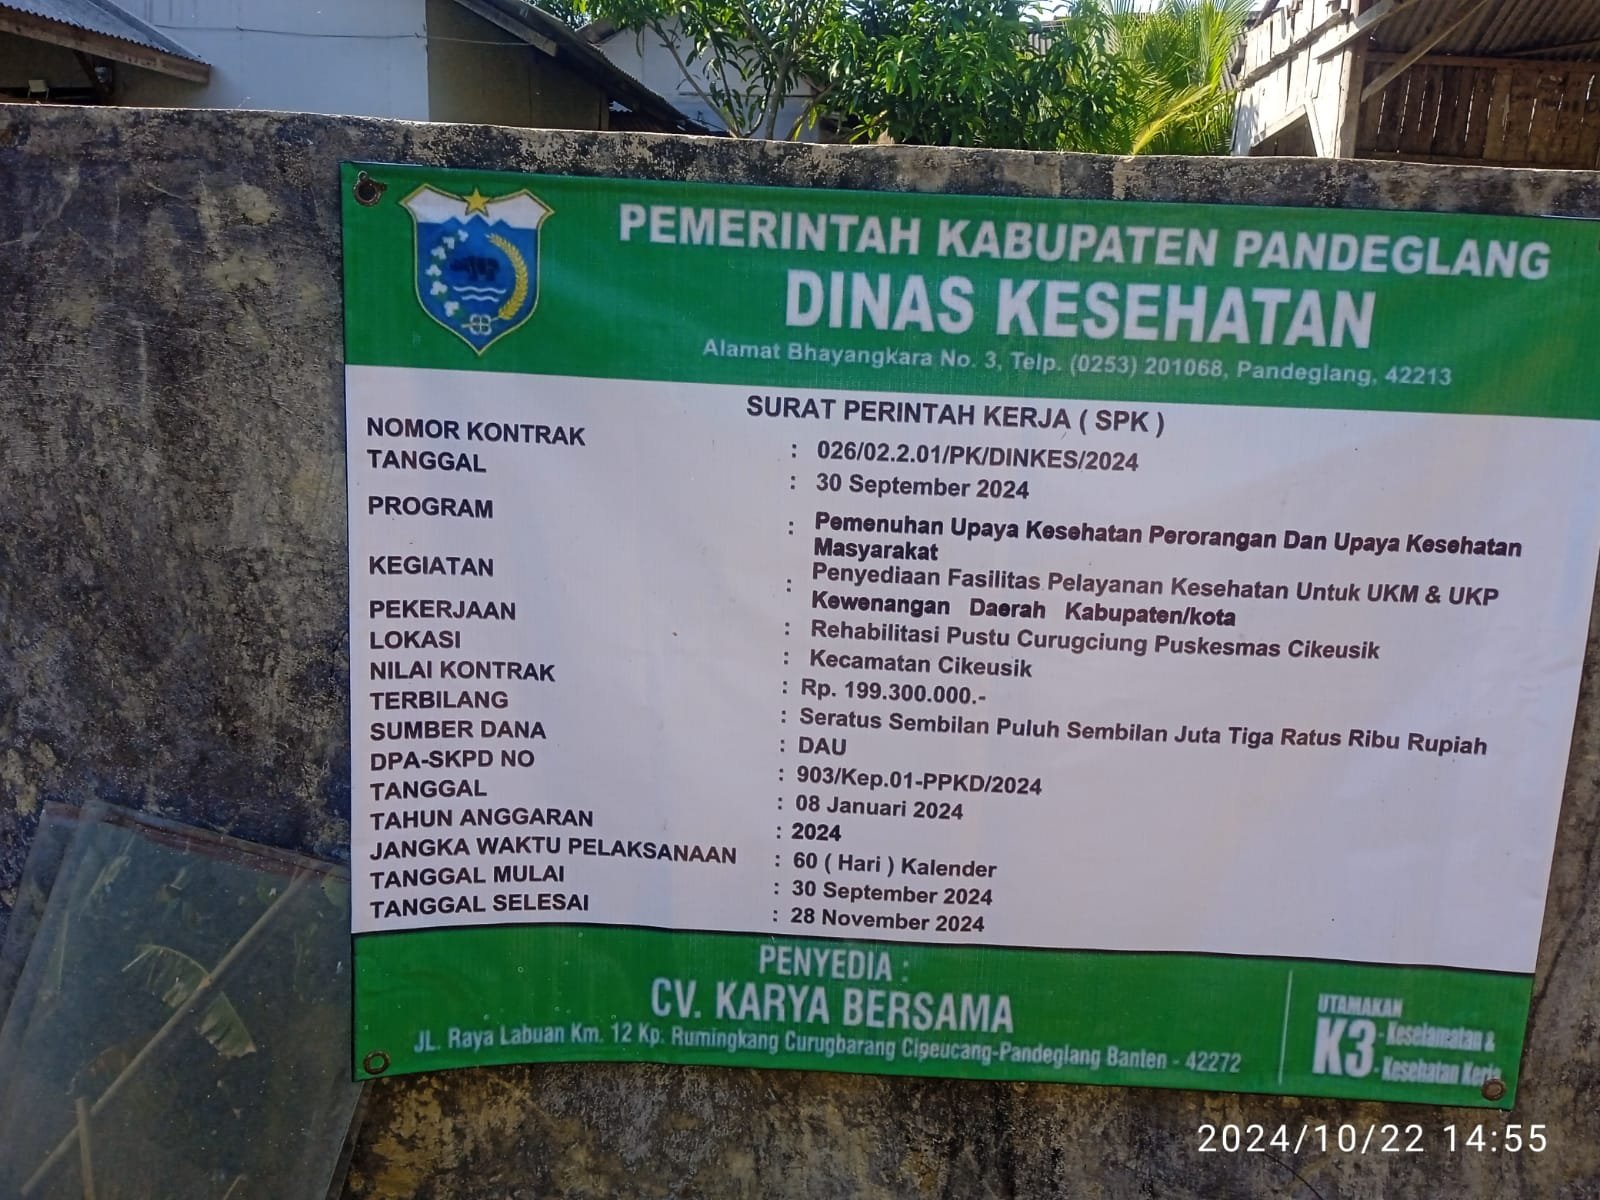 PEMERINTAH KABUPATEN PANDEGLANG
DINAS KESEHATAN
Alamat Bhayangkara No. 3, Telp. (0253) 201068, Pandeglang, 42213
SURAT PERINTAH KERJA ( SPK )
NOMOR KONTRAK : 026/02.2.01/PK/DINKES/2024
TANGGAL : 30 September 2024
PROGRAM : Pemenuhan Upaya Kesehatan Perorangan Dan Upaya Kesehatan
Masyarakat
KEGIATAN : Penyediaan Fasilitas Pelayanan Kesehatan Untuk UKM & UKP
Kewenangan Daerah Kabupaten/kota
PEKERJAAN : Rehabilitasi Pustu Curugciung Puskesmas Cikeusik
LOKASI : Kecamatan Cikeusik
NILAI KONTRAK : Rp. 199.300.000.-
TERBILANG : Seratus Sembilan Puluh Sembilan Juta Tiga Ratus Ribu Rupiah
SUMBER DANA : DAU
DPA-SKPD NO : 903/Kep.01-PPKD/2024
TANGGAL : 08 Januari 2024
TAHUN ANGGARAN : 2024
JANGKA WAKTU PELAKSANAAN : 60 ( Hari ) Kalender
TANGGAL MULAI : 30 September 2024
TANGGAL SELESAI : 28 November 2024
PENYEDIA :
CV. KARYA BERSAMA
JL. Raya Labuan Km. 12 Kp. Rumingkang Curugbarang Cipeucang-Pandeglang Banten - 42272
UTAMAKAN
K3 - Keselamatan &
- Kesehatan Kerja
2024/10/22 14:55